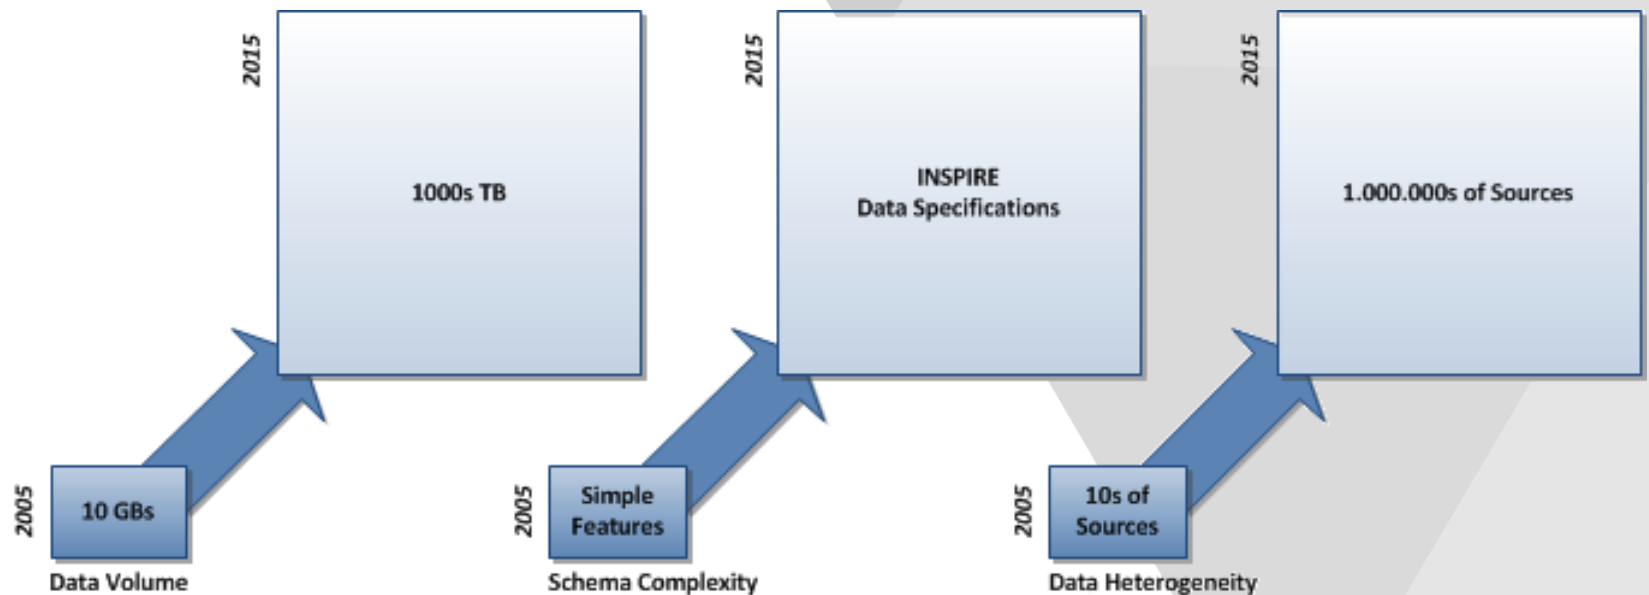 2015
1000s TB
2005
10 GBs
Data Volume
2015
INSPIRE
Data Specifications
2005
Simple
Features
Schema Complexity
2015
1.000.000s of Sources
2005
10s of
Sources
Data Heterogeneity